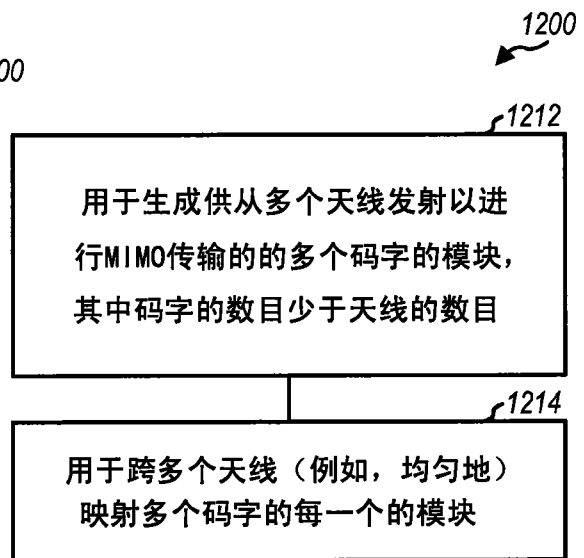 1200
00
1212
用于生成供从多个天线发射以进
行MIMO传输的的多个码字的模块，
其中码字的数目少于天线的数目
1214
用于跨多个天线（例如，均匀地）
映射多个码字的每一个的模块